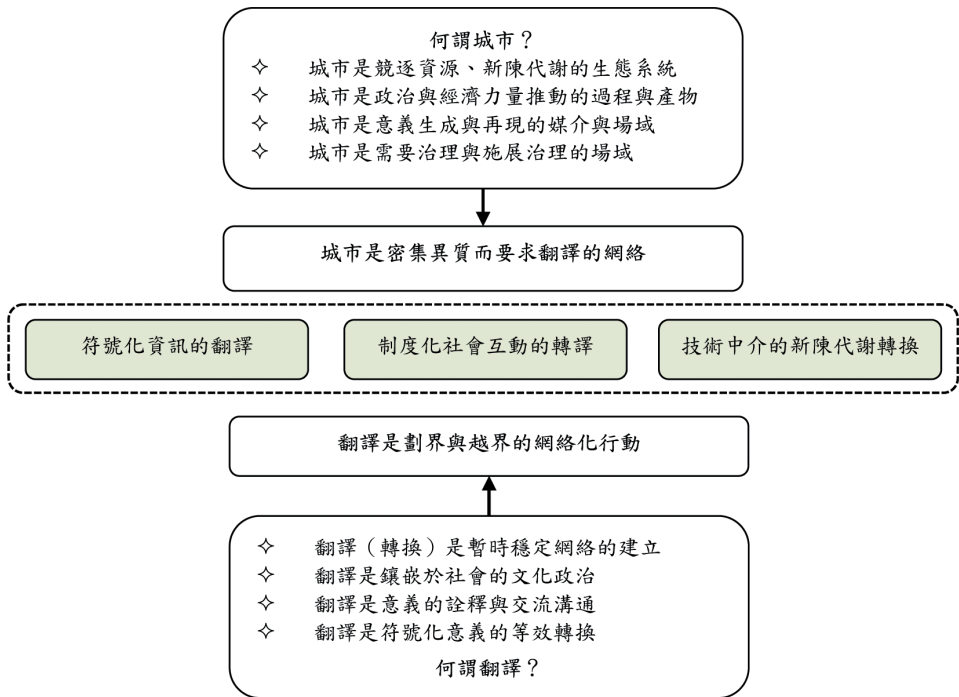 何謂城市？
✧ 城市是競逐資源、新陳代謝的生態系統
✧ 城市是政治與經濟力量推動的過程與產物
✧ 城市是意義生成與再現的媒介與場域
✧ 城市是需要治理與施展治理的場域
城市是密集異質而要求翻譯的網絡
符號化資訊的翻譯
制度化社會互動的轉譯
技術中介的新陳代謝轉換
翻譯是劃界與越界的網絡化行動
✧ 翻譯（轉換）是暫時穩定網絡的建立
✧ 翻譯是鑲嵌於社會的文化政治
✧ 翻譯是意義的詮釋與交流溝通
✧ 翻譯是符號化意義的等效轉換
何謂翻譯？